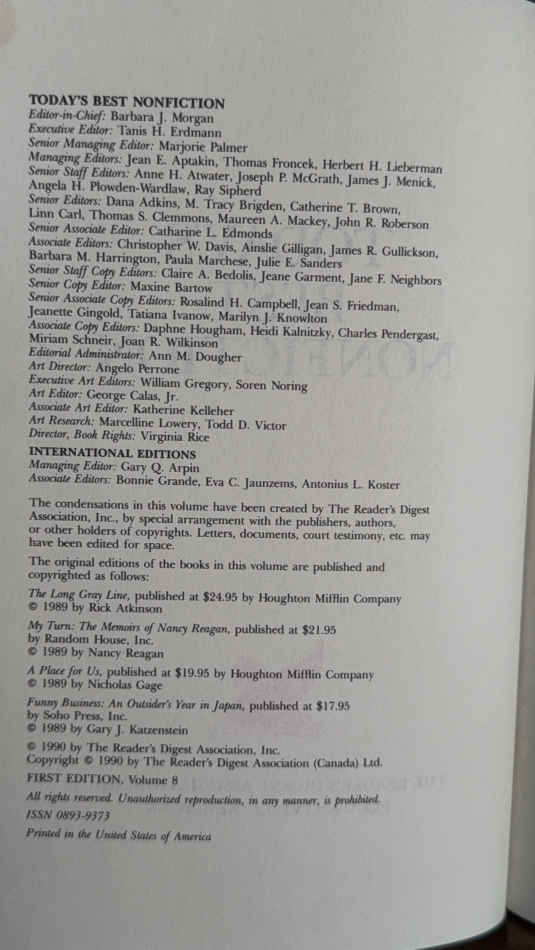 TODAY'S BEST NONFICTION
Editor-in-Chief: Barbara J. Morgan
Executive Editor: Tanis H. Erdmann
Senior Managing Editor: Marjorie Palmer
Managing Editors: Jean E. Aptakin, Thomas Froncek, Herbert H. Lieberman
Senior Staff Editors: Anne H. Atwater, Joseph P. McGrath, James J. Menick,
Angela H. Plowden-Wardlaw, Ray Sipherd
Senior Editors: Dana Adkins, M. Tracy Brigden, Catherine T. Brown,
Linn Carl, Thomas S. Clemmons, Maureen A. Mackey, John R. Roberson
Senior Associate Editor: Catharine L. Edmonds
Associate Editors: Christopher W. Davis, Ainslie Gilligan, James R. Gullickson,
Barbara M. Harrington, Paula Marchese, Julie E. Sanders
Senior Staff Copy Editors: Claire A. Bedolis, Jeane Garment, Jane F. Neighbors
Senior Copy Editor: Maxine Bartow
Senior Associate Copy Editors: Rosalind H. Campbell, Jean S. Friedman,
Jeanette Gingold, Tatiana Ivanow, Marilyn J. Knowlton
Associate Copy Editors: Daphne Hougham, Heidi Kalnitzky, Charles Pendergast,
Miriam Schneir, Joan R. Wilkinson
Editorial Administrator: Ann M. Dougher
Art Director: Angelo Perrone
Executive Art Editors: William Gregory, Soren Noring
Art Editor: George Calas, Jr.
Associate Art Editor: Katherine Kelleher
Art Research: Marcelline Lowery, Todd D. Victor
Director, Book Rights: Virginia Rice
INTERNATIONAL EDITIONS
Managing Editor: Gary Q. Arpin
Associate Editors: Bonnie Grande, Eva C. Jaunzems, Antonius L. Koster
The condensations in this volume have been created by The Reader's Digest
Association, Inc., by special arrangement with the publishers, authors,
or other holders of copyrights. Letters, documents, court testimony, etc. may
have been edited for space.
The original editions of the books in this volume are published and
copyrighted as follows:
The Long Gray Line, published at $24.95 by Houghton Mifflin Company
© 1989 by Rick Atkinson
My Turn: The Memoirs of Nancy Reagan, published at $21.95
by Random House, Inc.
© 1989 by Nancy Reagan
A Place for Us, published at $19.95 by Houghton Mifflin Company
© 1989 by Nicholas Gage
Funny Business: An Outsider's Year in Japan, published at $17.95
by Soho Press, Inc.
© 1989 by Gary J. Katzenstein
© 1990 by The Reader's Digest Association, Inc.
Copyright © 1990 by The Reader's Digest Association (Canada) Ltd.
FIRST EDITION, Volume 8
All rights reserved. Unauthorized reproduction, in any manner, is prohibited.
ISSN 0893-9373
Printed in the United States of America